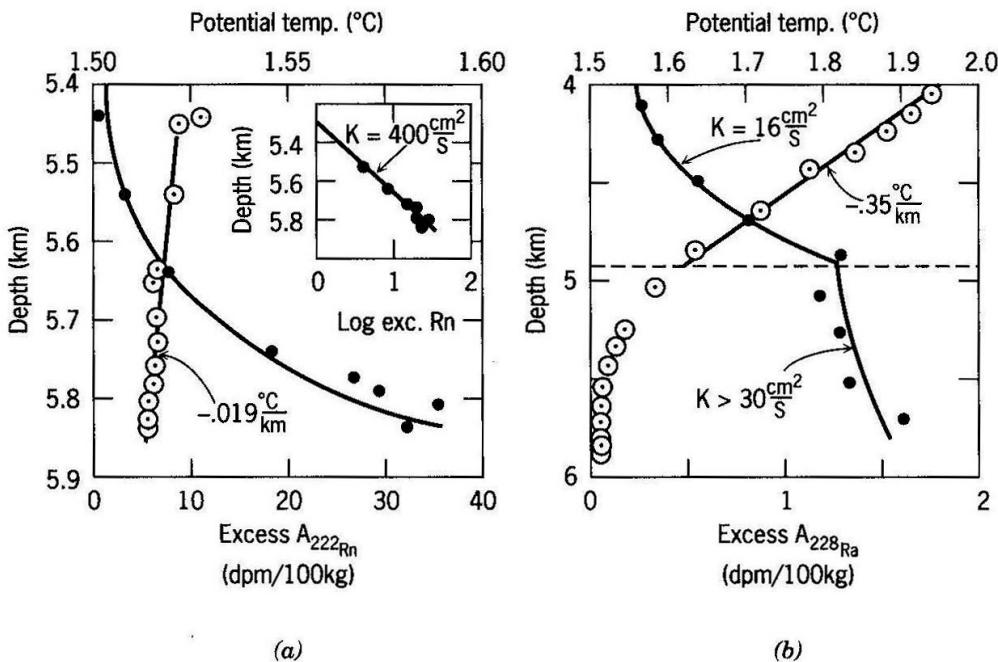 Potential temp. (°C)
1.50 1.55 1.60
5.4
5.5
5.6
5.7
5.8
5.9
Depth (km)
5.4
5.6
5.8
Depth (km)
K = 400 cm²/S
0 1 2
Log exc. Rn
-.019 °C/km
0 10 20 30 40
Excess A222Rn
(dpm/100kg)
(a)
Potential temp. (°C)
1.5 1.6 1.7 1.8 1.9 2.0
4
5
6
Depth (km)
K = 16 cm²/S
-.35 °C/km
K > 30 cm²/S
0 1 2
Excess A228Ra
(dpm/100kg)
(b)